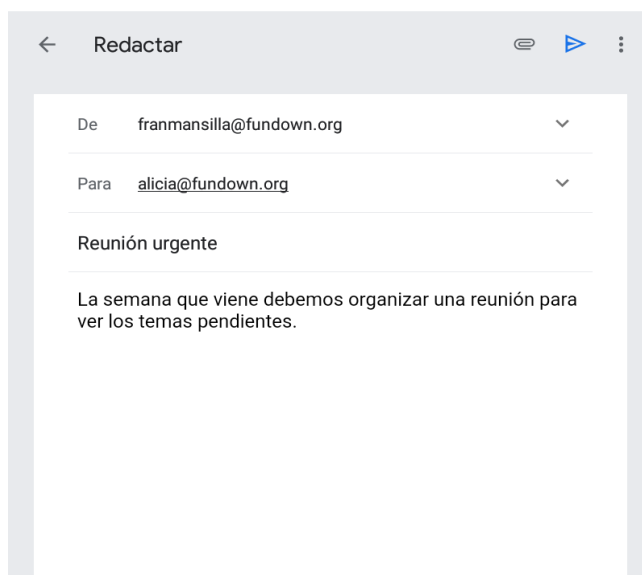 Redactar
De franmansilla@fundown.org
Para alicia@fundown.org
Reunión urgente
La semana que viene debemos organizar una reunión para
ver los temas pendientes.